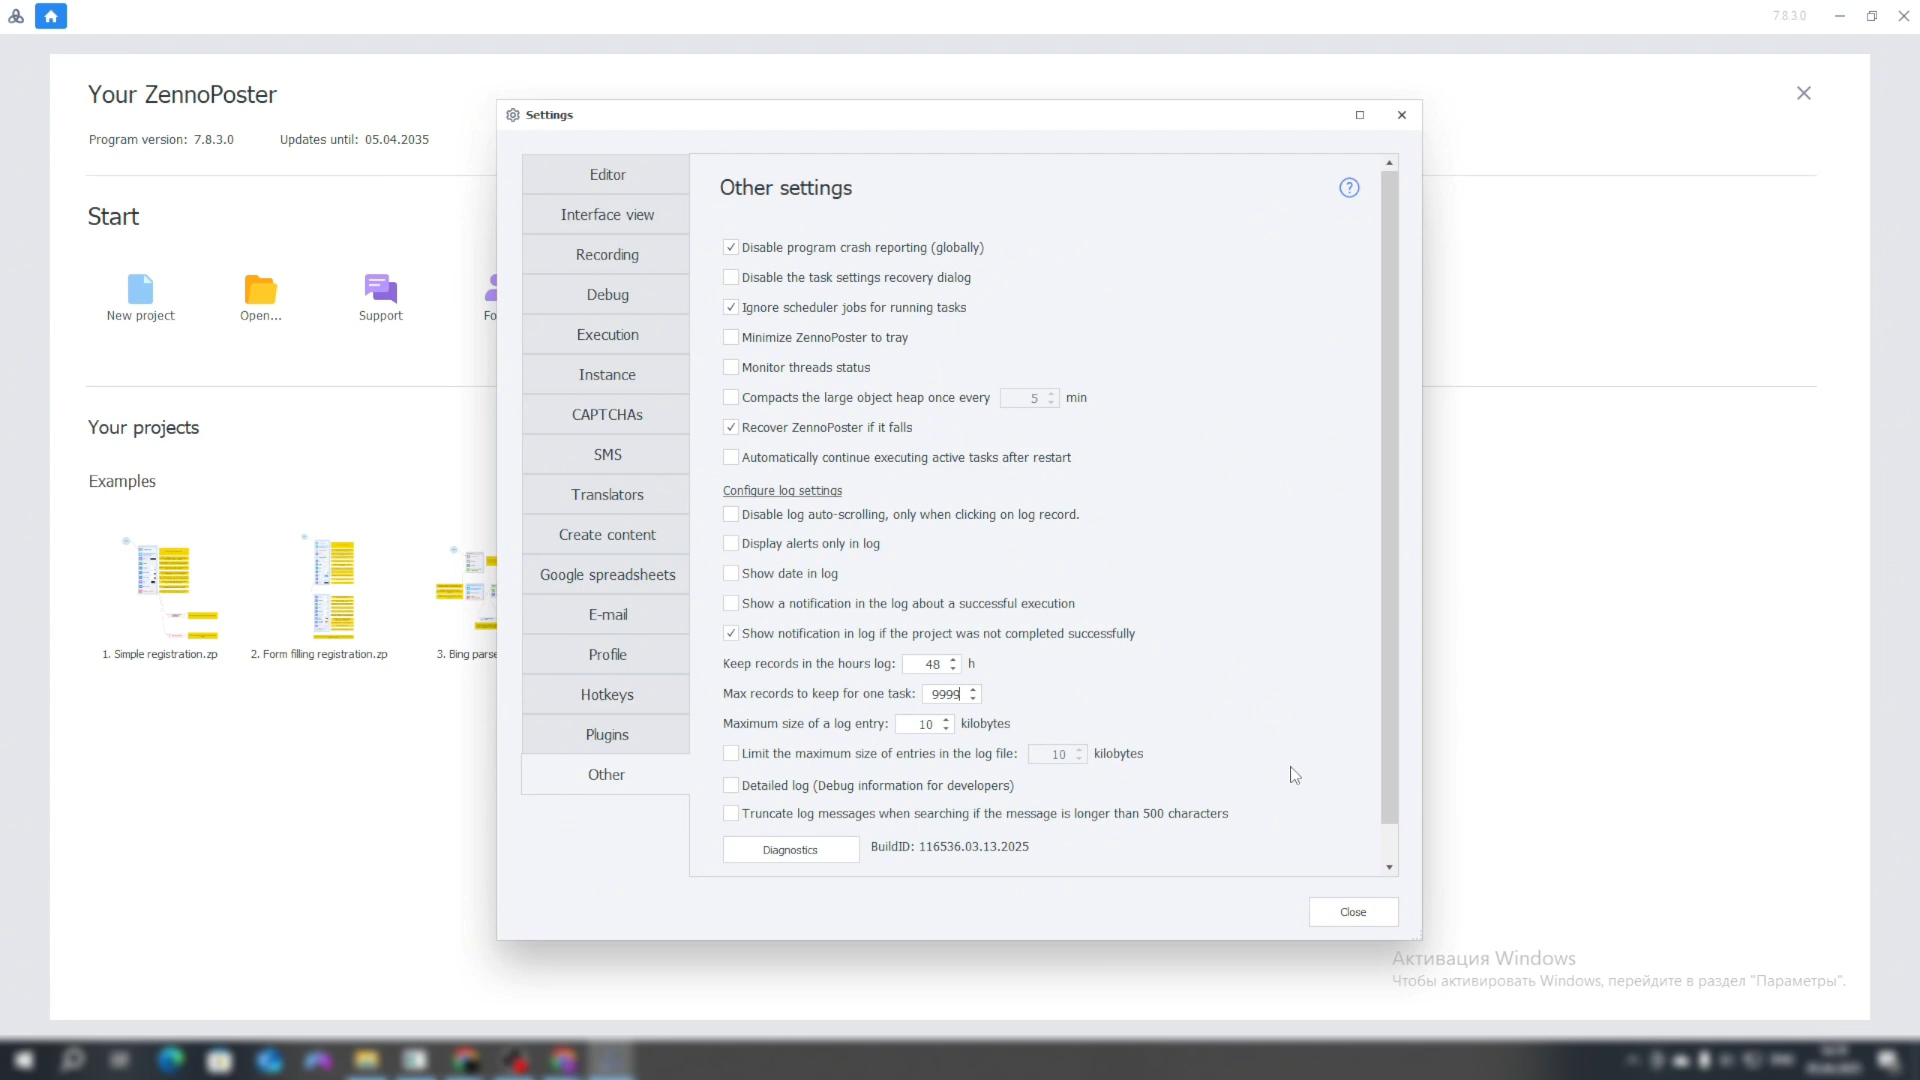 7.8.3.0
Your ZennoPoster
Program version: 7.8.3.0 Updates until: 05.04.2035
Start
New project
Open...
Support
Fo
Your projects
Examples
1. Simple registration.zp
2. Form filling registration.zp
3. Bing parse
Settings
Editor
Interface view
Recording
Debug
Execution
Instance
CAPTCHAs
SMS
Translators
Create content
Google spreadsheets
E-mail
Profile
Hotkeys
Plugins
Other
Other settings
?
Disable program crash reporting (globally)
Disable the task settings recovery dialog
Ignore scheduler jobs for running tasks
Minimize ZennoPoster to tray
Monitor threads status
Compacts the large object heap once every 5 min
Recover ZennoPoster if it falls
Automatically continue executing active tasks after restart
Configure log settings
Disable log auto-scrolling, only when clicking on log record.
Display alerts only in log
Show date in log
Show a notification in the log about a successful execution
Show notification in log if the project was not completed successfully
Keep records in the hours log: 48 h
Max records to keep for one task: 9999
Maximum size of a log entry: 10 kilobytes
Limit the maximum size of entries in the log file: 10 kilobytes
Detailed log (Debug information for developers)
Truncate log messages when searching if the message is longer than 500 characters
Diagnostics BuildID: 116536.03.13.2025
Close
Активация Windows
Чтобы активировать Windows, перейдите в раздел "Параметры".